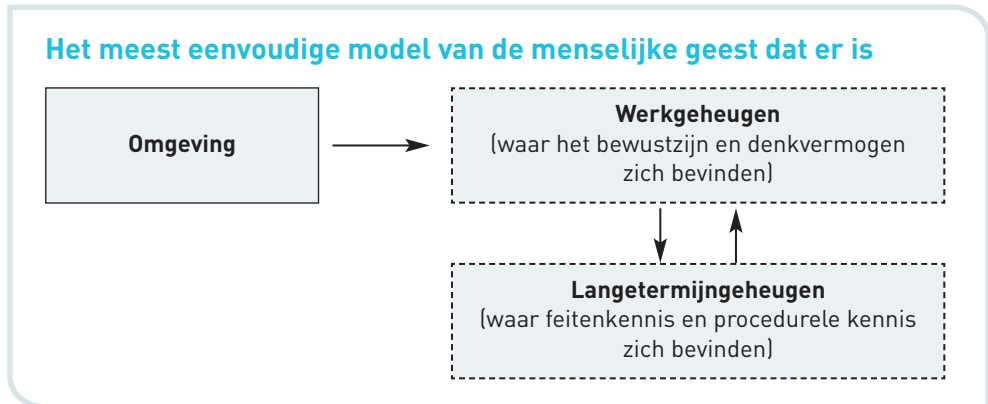 Het meest eenvoudige model van de menselijke geest dat er is
Omgeving
Werkgeheugen
(waar het bewustzijn en denkvermogen
zich bevinden)
Langetermijngeheugen
(waar feitenkennis en procedurele kennis
zich bevinden)